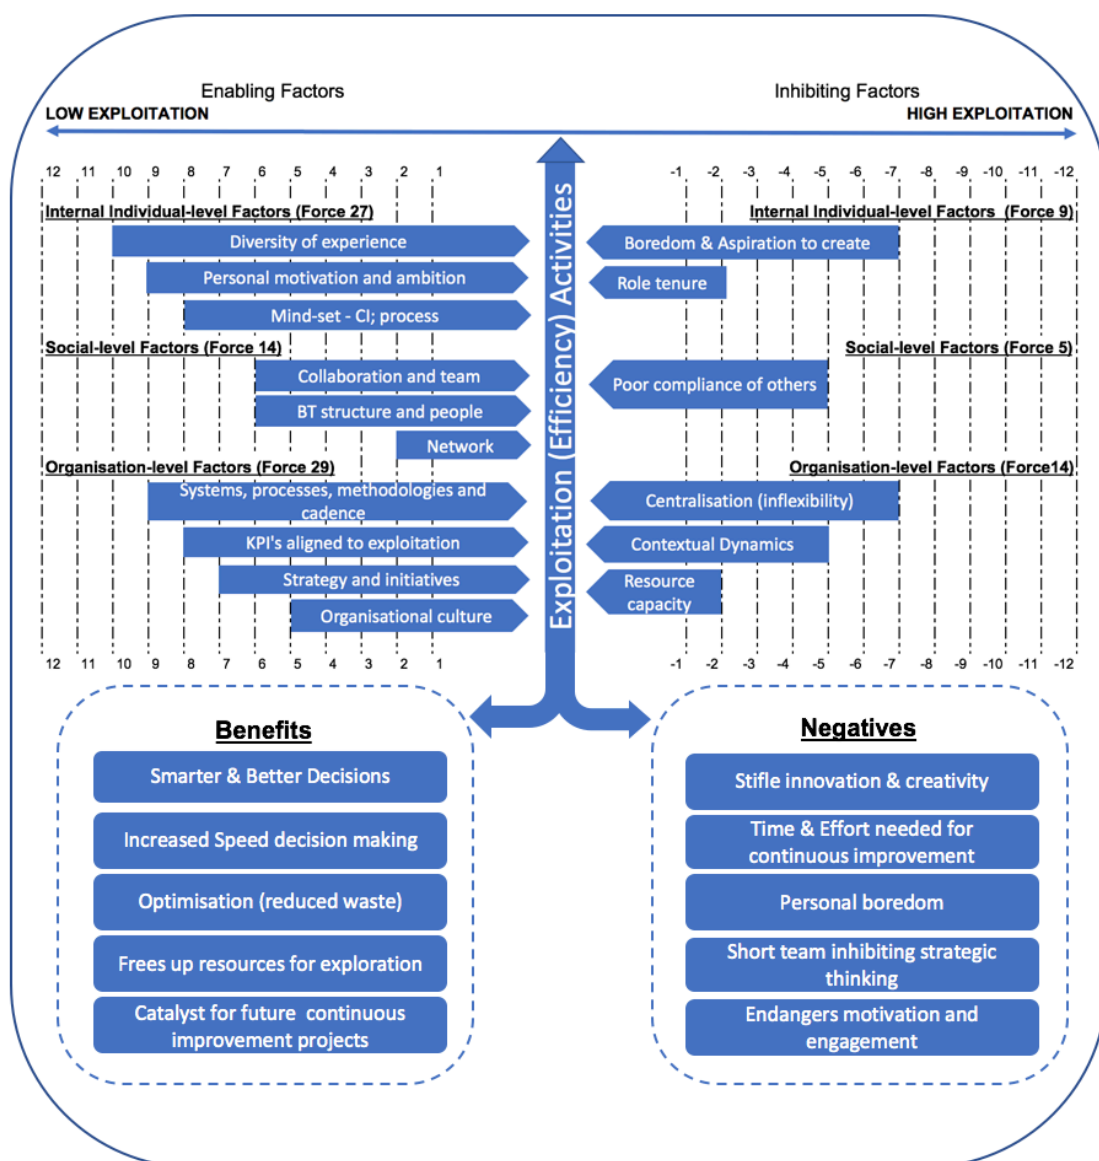 Enabling Factors
Inhibiting Factors
LOW EXPLOITATION
HIGH EXPLOITATION
12 11 10 9 8 7 6 5 4 3 2 1
-1 -2 -3 -4 -5 -6 -7 -8 -9 -10 -11 -12
Internal Individual-level Factors (Force 27)
Diversity of experience
Personal motivation and ambition
Mind-set - CI; process
Social-level Factors (Force 14)
Collaboration and team
BT structure and people
Network
Organisation-level Factors (Force 29)
Systems, processes, methodologies and
cadence
KPI's aligned to exploitation
Strategy and initiatives
Organisational culture
12 11 10 9 8 7 6 5 4 3 2 1
Exploitation (Efficiency) Activities
Internal Individual-level Factors (Force 9)
Boredom & Aspiration to create
Role tenure
Social-level Factors (Force 5)
Poor compliance of others
Organisation-level Factors (Force14)
Centralisation (inflexibility)
Contextual Dynamics
Resource
capacity
-1 -2 -3 -4 -5 -6 -7 -8 -9 -10 -11 -12
Benefits
Smarter & Better Decisions
Increased Speed decision making
Optimisation (reduced waste)
Frees up resources for exploration
Catalyst for future continuous
improvement projects
Negatives
Stifle innovation & creativity
Time & Effort needed for
continuous improvement
Personal boredom
Short team inhibiting strategic
thinking
Endangers motivation and
engagement